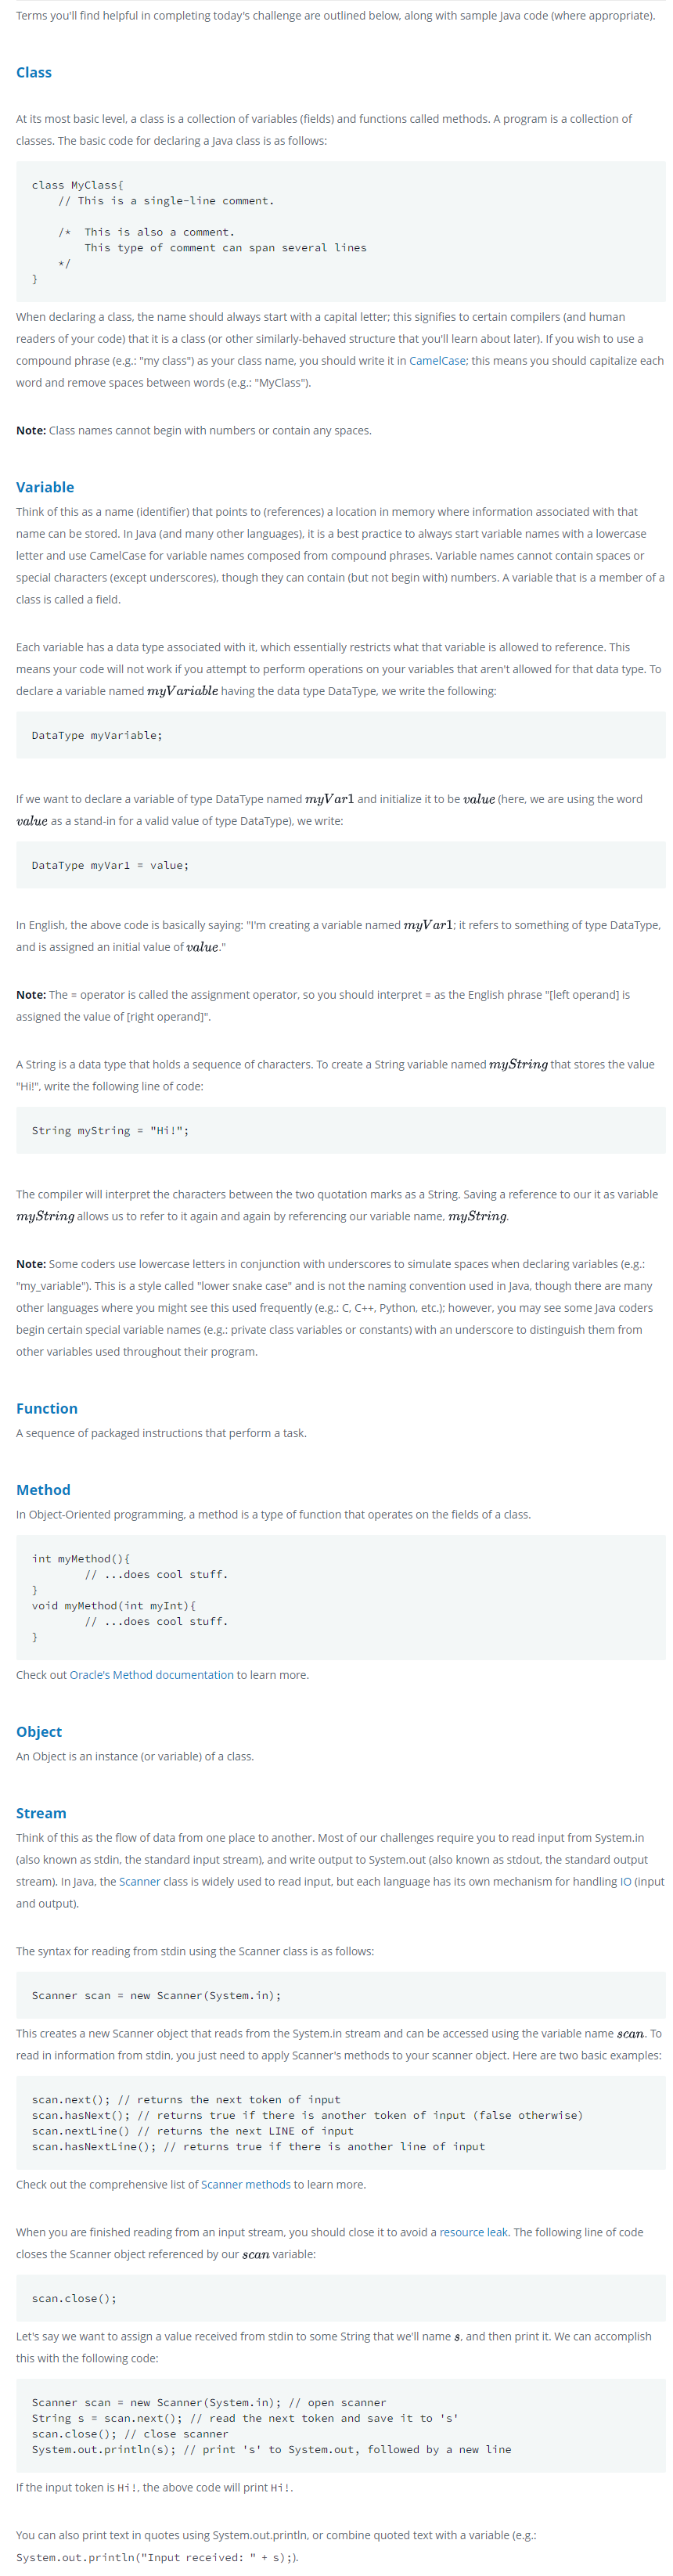 Terms you'll find helpful in completing today's challenge are outlined below, along with sample Java code (where appropriate).
Class
At its most basic level, a class is a collection of variables (fields) and functions called methods. A program is a collection of
classes. The basic code for declaring a Java class is as follows:
class MyClass{
// This is a single-line comment.
/*  This is also a comment.
This type of comment can span several lines
*/
}
When declaring a class, the name should always start with a capital letter; this signifies to certain compilers (and human
readers of your code) that it is a class (or other similarly-behaved structure that you'll learn about later). If you wish to use a
compound phrase (e.g.: "my class") as your class name, you should write it in CamelCase; this means you should capitalize each
word and remove spaces between words (e.g.: "MyClass").
Note: Class names cannot begin with numbers or contain any spaces.
Variable
Think of this as a name (identifier) that points to (references) a location in memory where information associated with that
name can be stored. In Java (and many other languages), it is a best practice to always start variable names with a lowercase
letter and use CamelCase for variable names composed from compound phrases. Variable names cannot contain spaces or
special characters (except underscores), though they can contain (but not begin with) numbers. A variable that is a member of a
class is called a field.
Each variable has a data type associated with it, which essentially restricts what that variable is allowed to reference. This
means your code will not work if you attempt to perform operations on your variables that aren't allowed for that data type. To
declare a variable named myVariable having the data type DataType, we write the following:
DataType myVariable;
If we want to declare a variable of type DataType named myVar1 and initialize it to be value (here, we are using the word
value as a stand-in for a valid value of type DataType), we write:
DataType myVar1 = value;
In English, the above code is basically saying: "I'm creating a variable named myVar1; it refers to something of type DataType,
and is assigned an initial value of value."
Note: The = operator is called the assignment operator, so you should interpret = as the English phrase "[left operand] is
assigned the value of [right operand]".
A String is a data type that holds a sequence of characters. To create a String variable named myString that stores the value
"Hi!", write the following line of code:
String myString = "Hi!";
The compiler will interpret the characters between the two quotation marks as a String. Saving a reference to our it as variable
myString allows us to refer to it again and again by referencing our variable name, myString.
Note: Some coders use lowercase letters in conjunction with underscores to simulate spaces when declaring variables (e.g.:
"my_variable"). This is a style called "lower snake case" and is not the naming convention used in Java, though there are many
other languages where you might see this used frequently (e.g.: C, C++, Python, etc.); however, you may see some Java coders
begin certain special variable names (e.g.: private class variables or constants) with an underscore to distinguish them from
other variables used throughout their program.
Function
A sequence of packaged instructions that perform a task.
Method
In Object-Oriented programming, a method is a type of function that operates on the fields of a class.
int myMethod(){
// ...does cool stuff.
}
void myMethod(int myInt){
// ...does cool stuff.
}
Check out Oracle's Method documentation to learn more.
Object
An Object is an instance (or variable) of a class.
Stream
Think of this as the flow of data from one place to another. Most of our challenges require you to read input from System.in
(also known as stdin, the standard input stream), and write output to System.out (also known as stdout, the standard output
stream). In Java, the Scanner class is widely used to read input, but each language has its own mechanism for handling IO (input
and output).
The syntax for reading from stdin using the Scanner class is as follows:
Scanner scan = new Scanner(System.in);
This creates a new Scanner object that reads from the System.in stream and can be accessed using the variable name scan. To
read in information from stdin, you just need to apply Scanner's methods to your scanner object. Here are two basic examples:
scan.next(); // returns the next token of input
scan.hasNext(); // returns true if there is another token of input (false otherwise)
scan.nextLine() // returns the next LINE of input
scan.hasNextLine(); // returns true if there is another line of input
Check out the comprehensive list of Scanner methods to learn more.
When you are finished reading from an input stream, you should close it to avoid a resource leak. The following line of code
closes the Scanner object referenced by our scan variable:
scan.close();
Let's say we want to assign a value received from stdin to some String that we'll name s, and then print it. We can accomplish
this with the following code:
Scanner scan = new Scanner(System.in); // open scanner
String s = scan.next(); // read the next token and save it to 's'
scan.close(); // close scanner
System.out.println(s); // print 's' to System.out, followed by a new line
If the input token is Hi!, the above code will print Hi!.
You can also print text in quotes using System.out.println, or combine quoted text with a variable (e.g.:
System.out.println("Input received: " + s);).